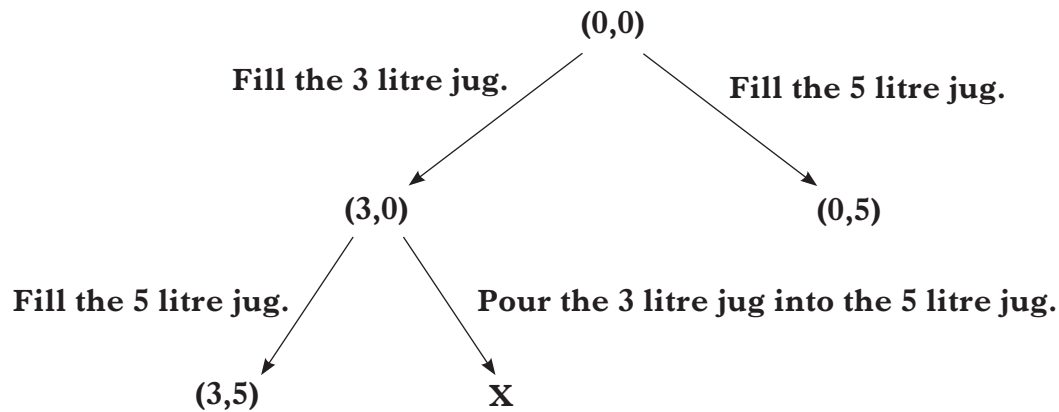 (0,0)
Fill the 3 litre jug.
Fill the 5 litre jug.
(3,0)
(0,5)
Fill the 5 litre jug.
Pour the 3 litre jug into the 5 litre jug.
(3,5)
X